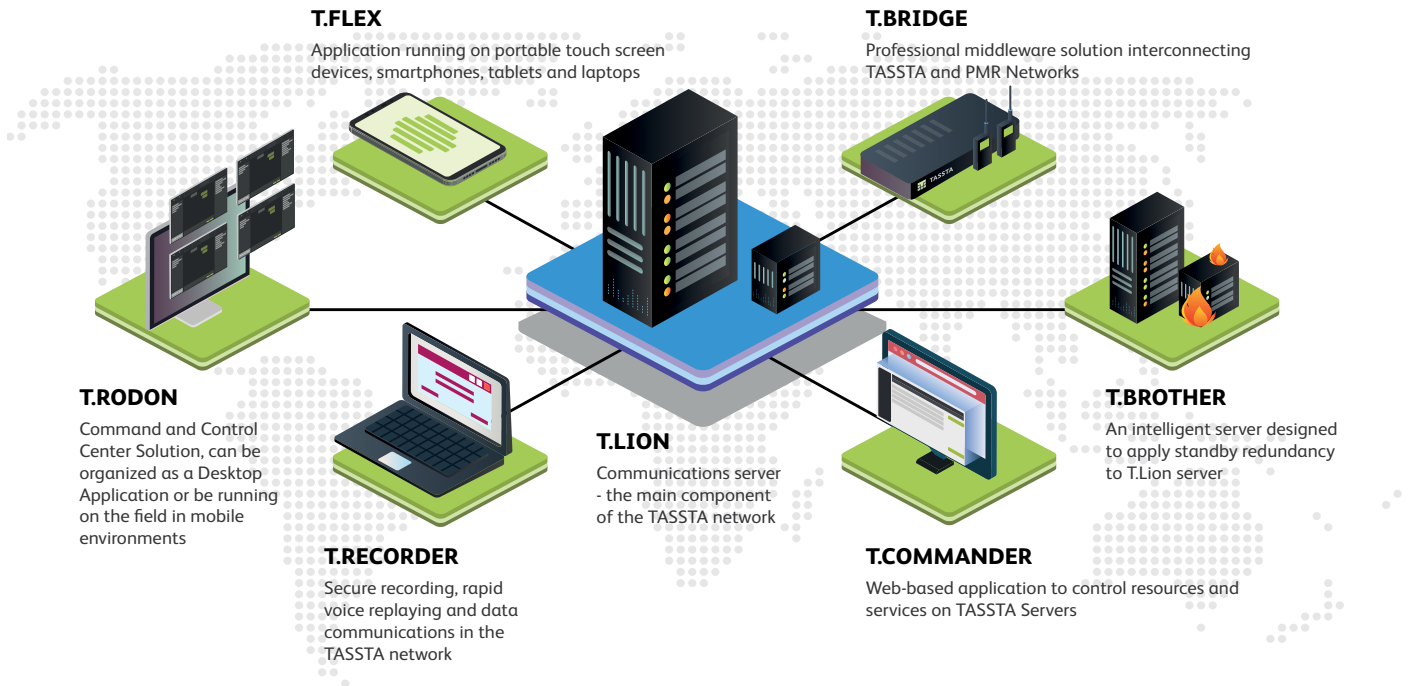 T.FLEX
Application running on portable touch screen
devices, smartphones, tablets and laptops
T.BRIDGE
Professional middleware solution interconnecting
TASSTA and PMR Networks
TASSTA
T.RODON
Command and Control
Center Solution, can be
organized as a Desktop
Application or be running
on the field in mobile
environments
T.LION
Communications server
- the main component
of the TASSTA network
T.BROTHER
An intelligent server designed
to apply standby redundancy
to T.Lion server
T.RECORDER
Secure recording, rapid
voice replaying and data
communications in the
TASSTA network
T.COMMANDER
Web-based application to control resources and
services on TASSTA Servers